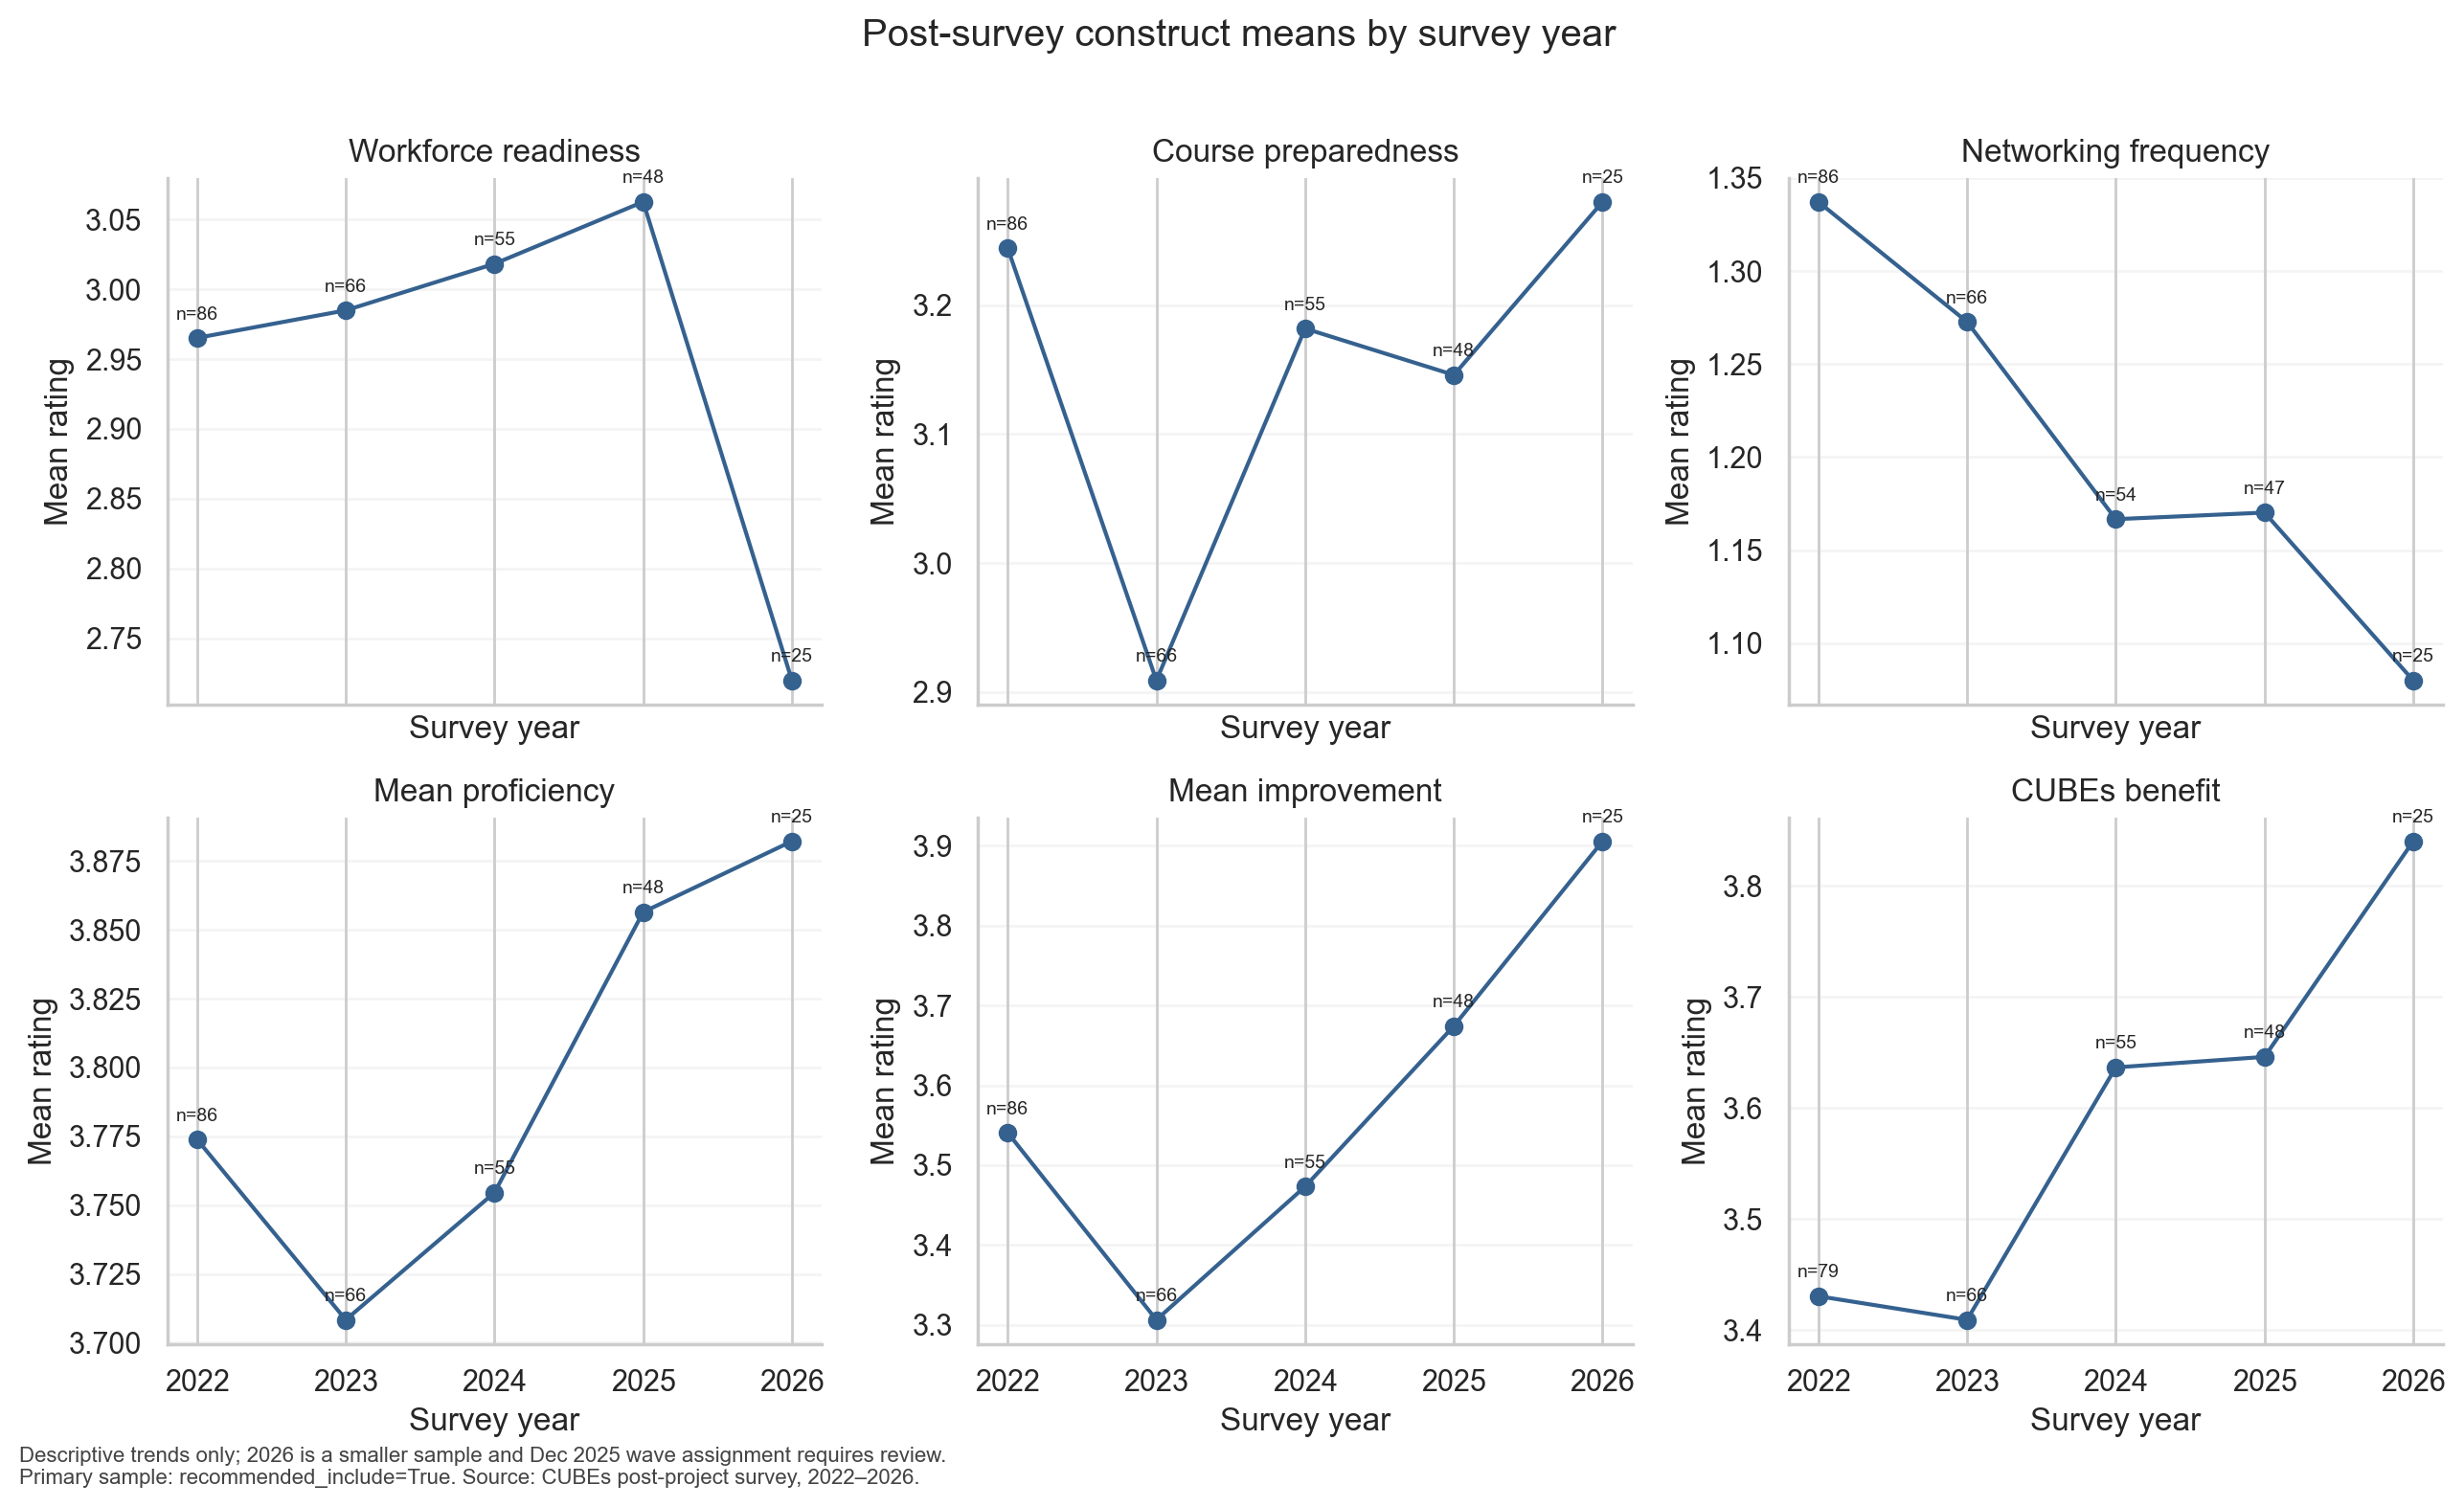 Post-survey construct means by survey year
Workforce readiness
n=48
3.05
n=55
3.00
n=66
n=86
2.95
2.90
2.85
2.80
2.75
n=25
Mean rating
Survey year
Course preparedness
n=25
n=86
3.2
n=55
n=48
3.1
3.0
n=66
2.9
Mean rating
Survey year
Networking frequency
1.35
n=86
n=66
1.30
1.25
1.20
n=54
n=47
1.15
1.10
n=25
Mean rating
Survey year
Mean proficiency
n=25
3.875
n=48
3.850
3.825
3.800
n=86
3.775
n=55
3.750
3.725
n=66
3.700
Mean rating
2022 2023 2024 2025 2026
Survey year
Mean improvement
n=25
3.9
3.8
3.7
n=48
3.6
n=86
3.5
n=55
3.4
n=66
3.3
Mean rating
2022 2023 2024 2025 2026
Survey year
CUBEs benefit
n=25
3.8
3.7
n=55
n=48
3.6
3.5
n=79
n=66
3.4
Mean rating
2022 2023 2024 2025 2026
Survey year
Descriptive trends only; 2026 is a smaller sample and Dec 2025 wave assignment requires review.
Primary sample: recommended_include=True. Source: CUBEs post-project survey, 2022–2026.